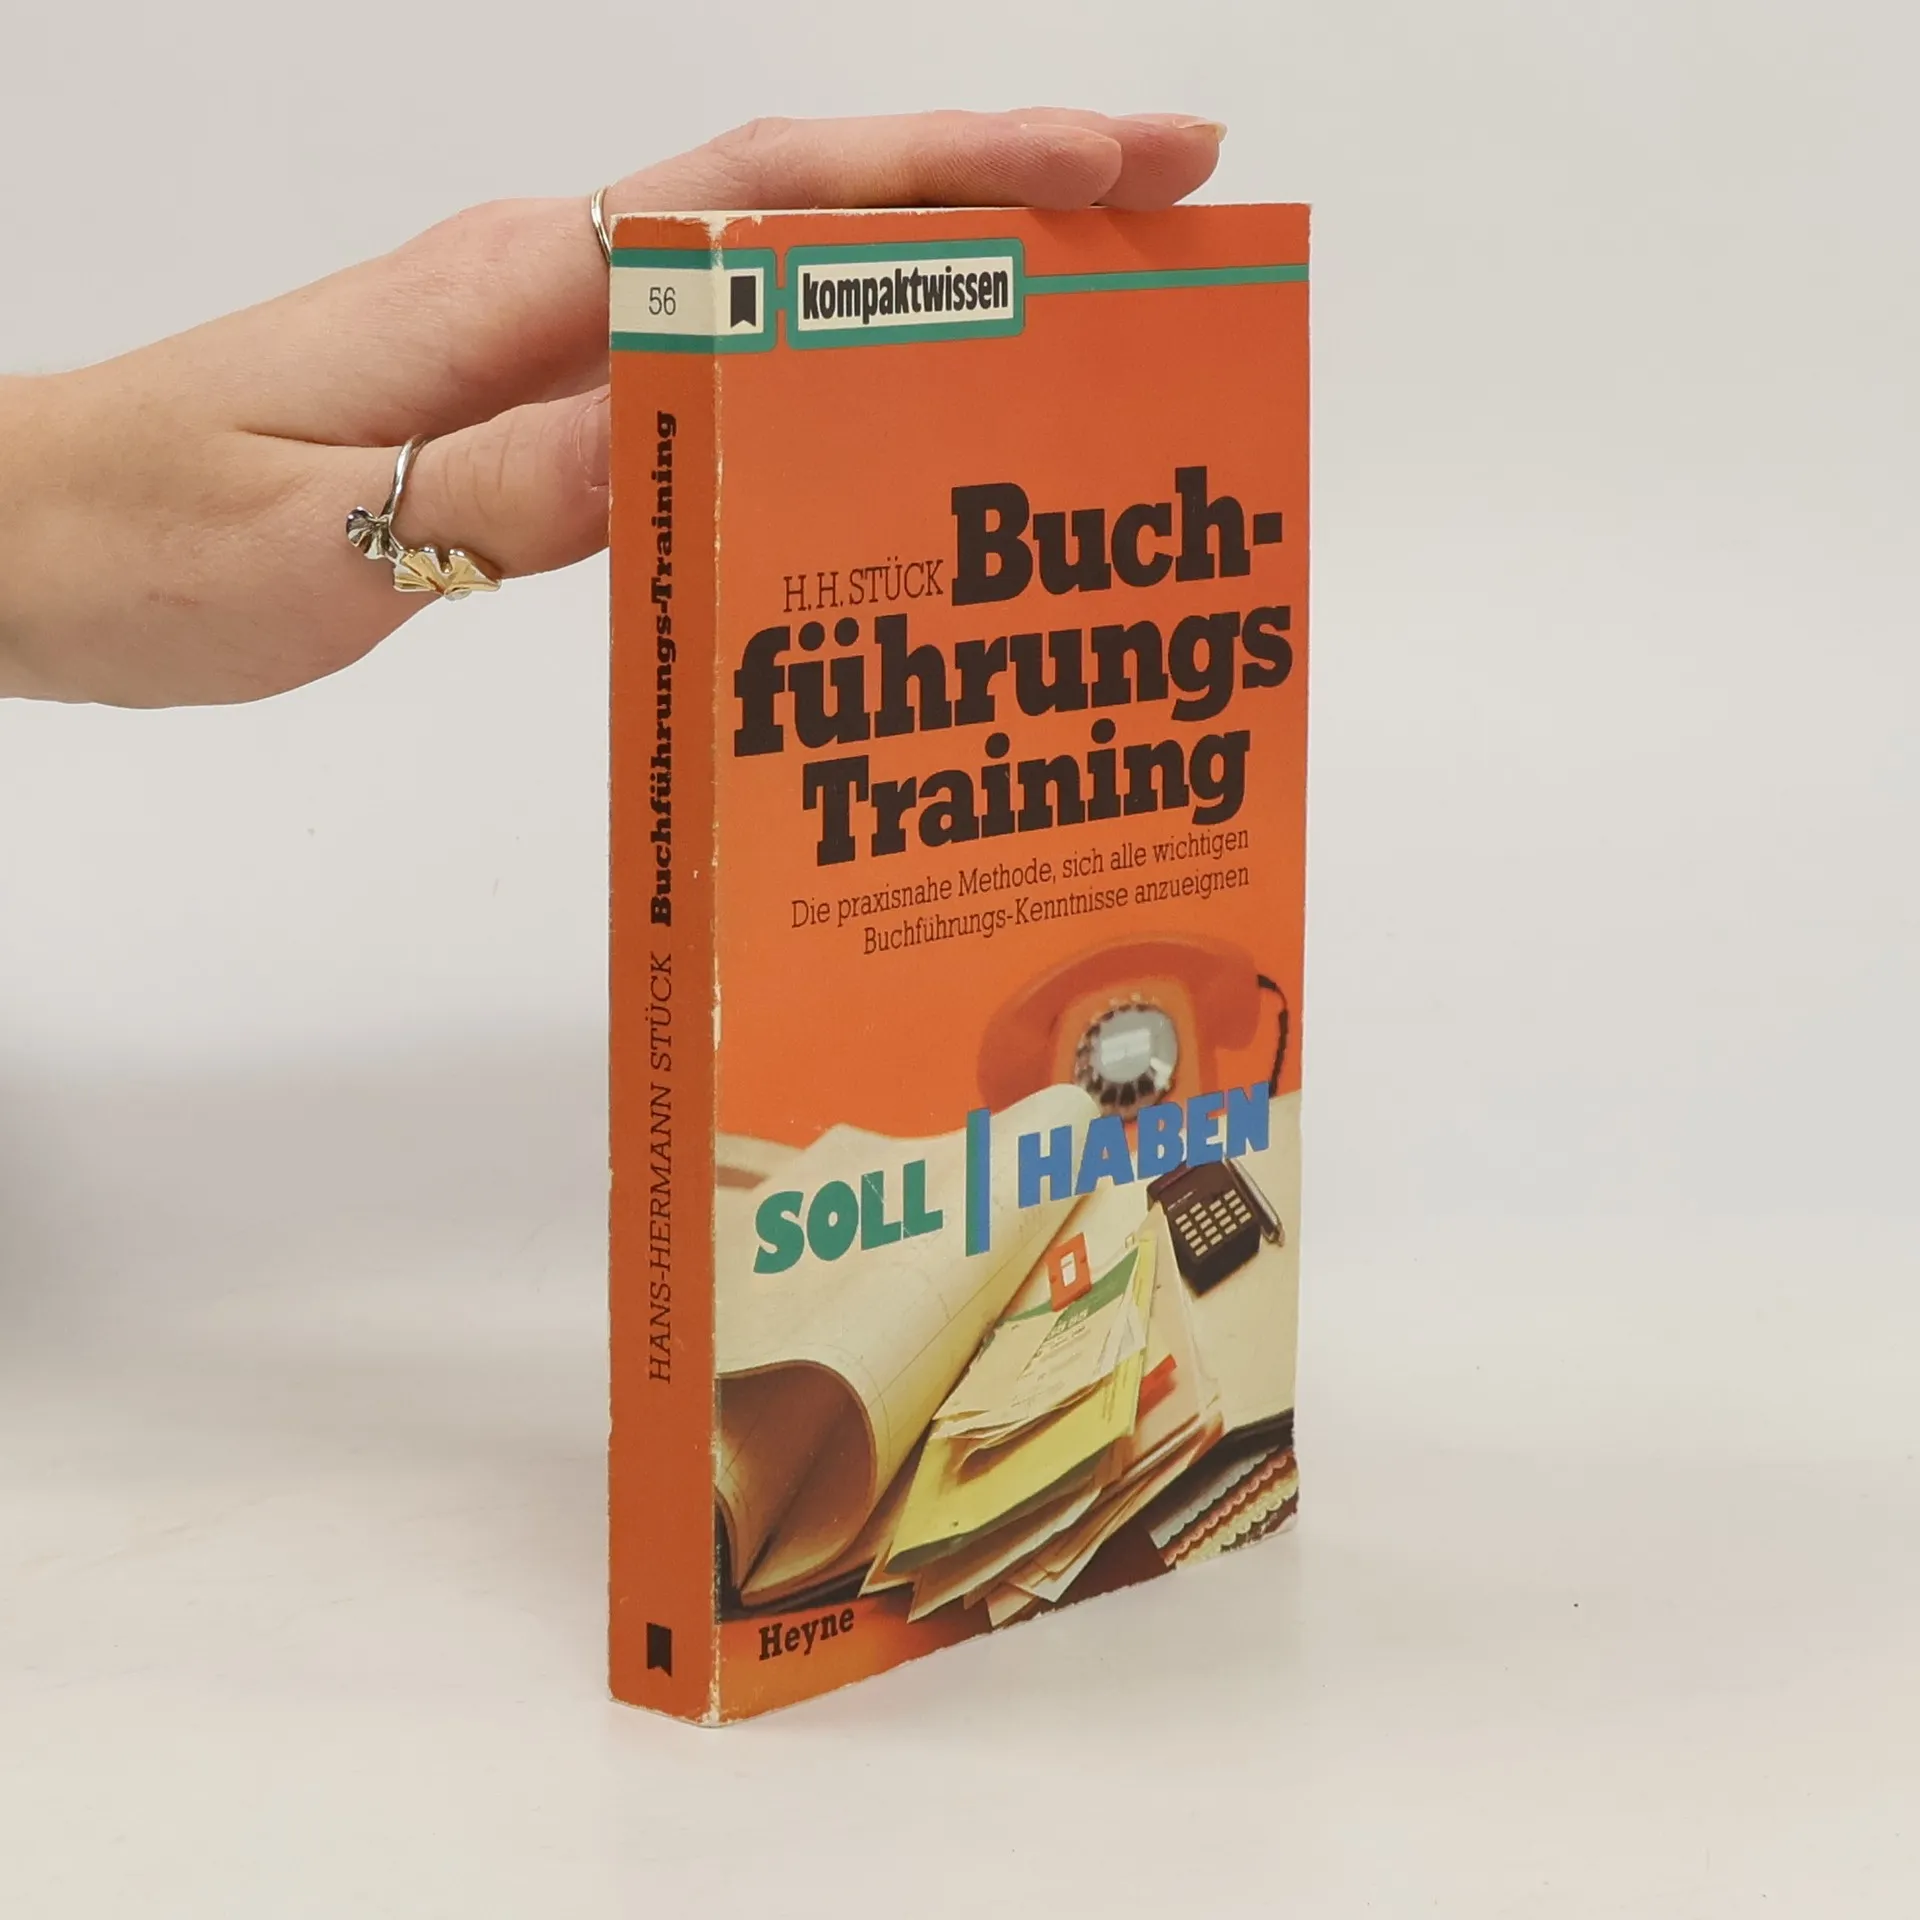 56
kompaktwissen
HANS-HERMANN STÜCK Buchführungs-Training
H.H.STÜCK Buch-
führungs
Training
Die praxisnahe Methode, sich alle wichtigen
Buchführungs-Kenntnisse anzueignen
SOLL | HABEN
Heyne